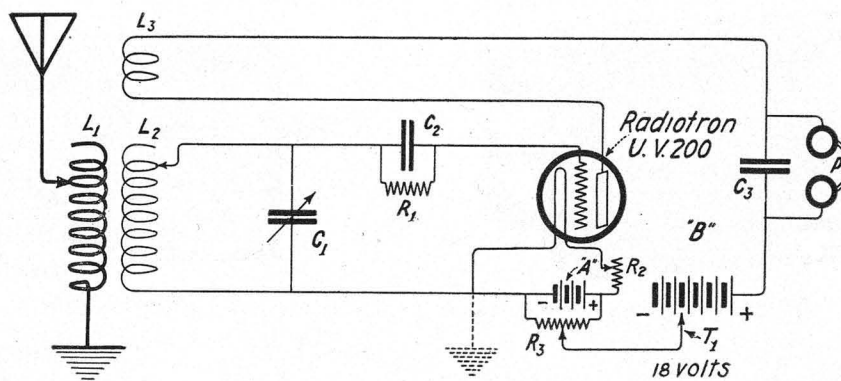 L3
L1
L2
C2
Radiotron
U.V.200
P
R1
C3
C1
"B"
"A"
R2
- +
- +
R3
T1
18 volts